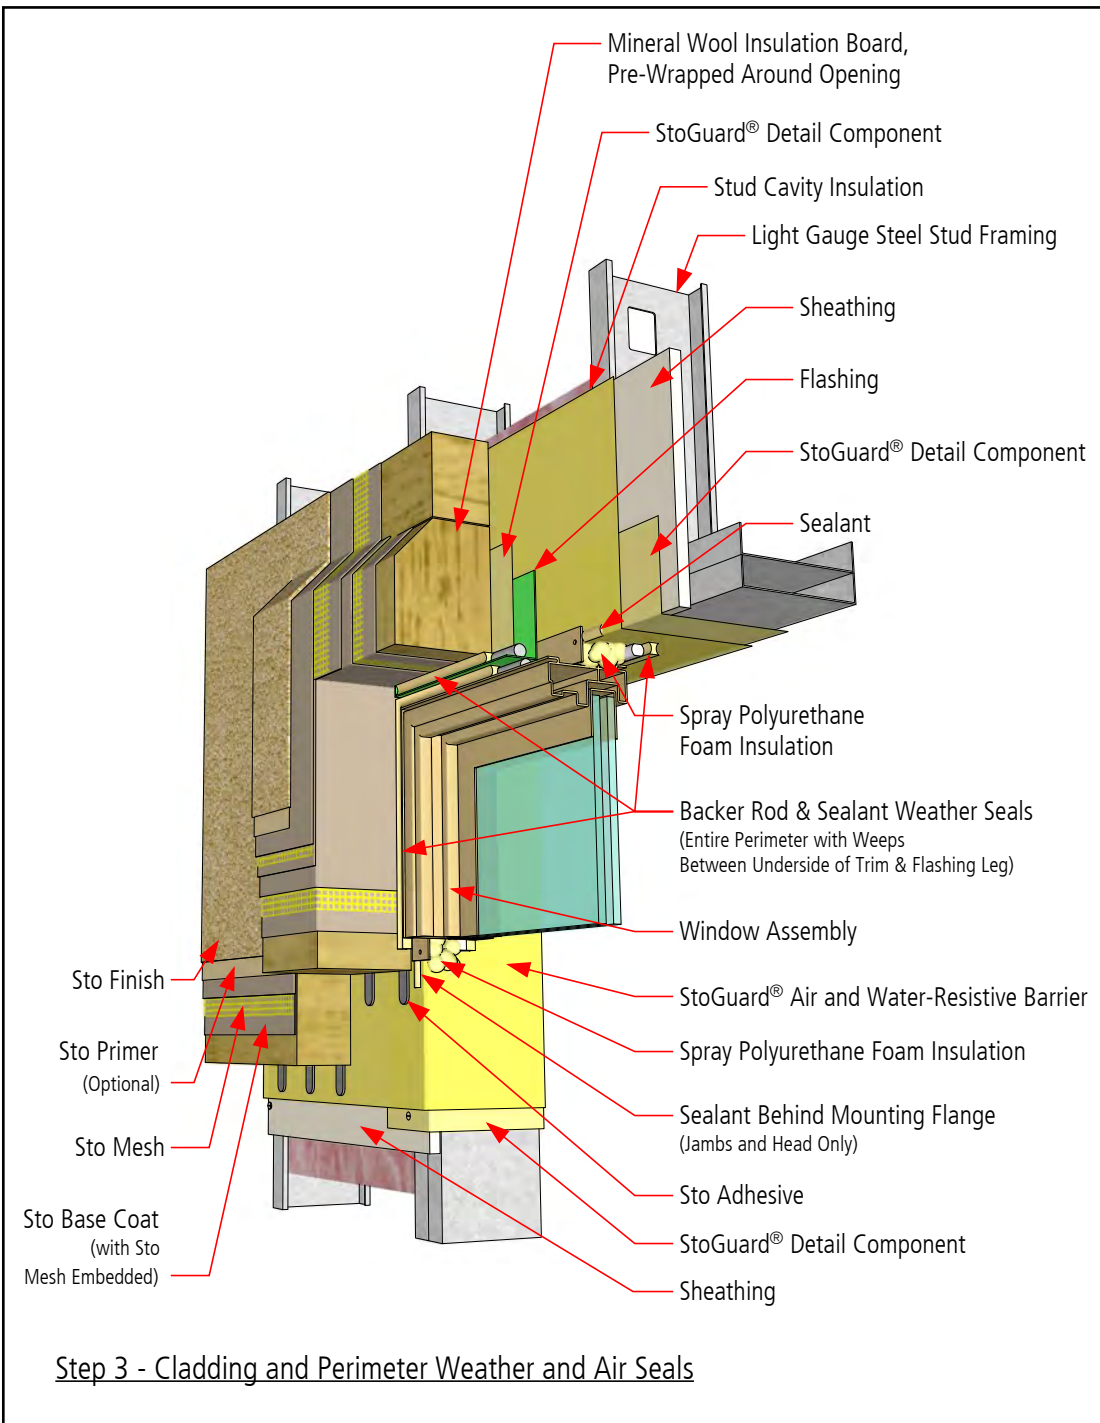 Mineral Wool Insulation Board,
Pre-Wrapped Around Opening
StoGuard® Detail Component
Stud Cavity Insulation
Light Gauge Steel Stud Framing
Sheathing
Flashing
StoGuard® Detail Component
Sealant
Spray Polyurethane
Foam Insulation
Backer Rod & Sealant Weather Seals
(Entire Perimeter with Weeps
Between Underside of Trim & Flashing Leg)
Window Assembly
StoGuard® Air and Water-Resistive Barrier
Spray Polyurethane Foam Insulation
Sealant Behind Mounting Flange
(Jambs and Head Only)
Sto Adhesive
StoGuard® Detail Component
Sheathing
Sto Finish
Sto Primer
(Optional)
Sto Mesh
Sto Base Coat
(with Sto
Mesh Embedded)
Step 3 - Cladding and Perimeter Weather and Air Seals